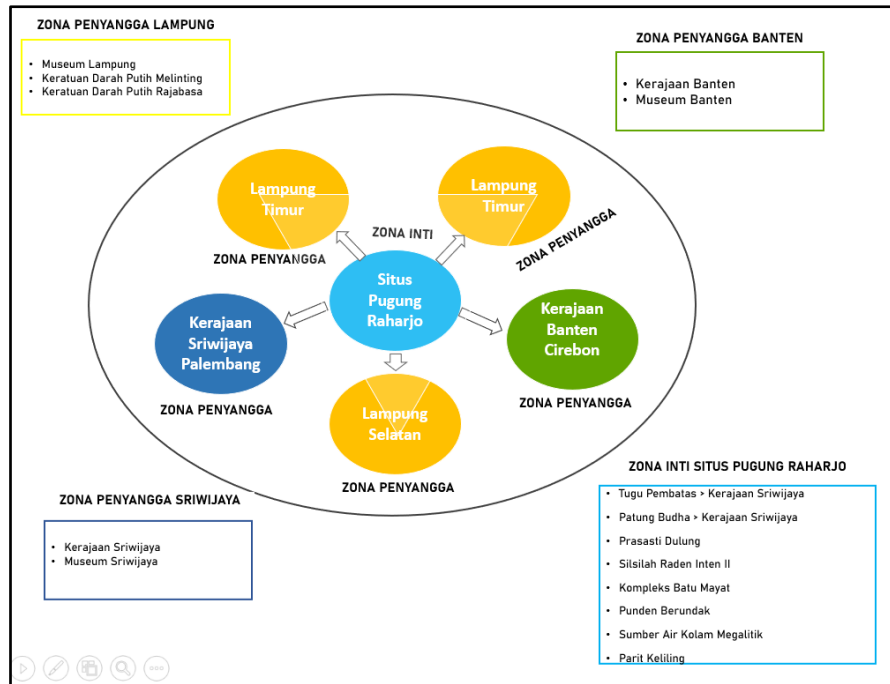 ZONA PENYANGGA LAMPUNG
• Museum Lampung
• Keratuan Darah Putih Melinting
• Keratuan Darah Putih Rajabasa
ZONA PENYANGGA BANTEN
• Kerajaan Banten
• Museum Banten
Lampung
Timur
ZONA PENYANGGA
Lampung
Timur
ZONA PENYANGGA
ZONA INTI
Situs
Pugung
Raharjo
Kerajaan
Sriwijaya
Palembang
ZONA PENYANGGA
Kerajaan
Banten
Cirebon
ZONA PENYANGGA
Lampung
Selatan
ZONA PENYANGGA
ZONA PENYANGGA SRIWIJAYA
• Kerajaan Sriwijaya
• Museum Sriwijaya
ZONA INTI SITUS PUGUNG RAHARJO
• Tugu Pembatas > Kerajaan Sriwijaya
• Patung Budha > Kerajaan Sriwijaya
• Prasasti Dulung
• Silsilah Raden Inten II
• Kompleks Batu Mayat
• Punden Berundak
• Sumber Air Kolam Megalitik
• Parit Keliling